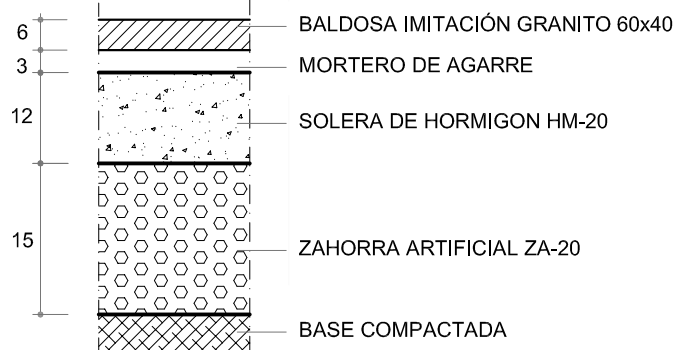 6 BALDOSA IMITACIÓN GRANITO 60x40
3 MORTERO DE AGARRE
12 SOLERA DE HORMIGON HM-20
15 ZAHORRA ARTIFICIAL ZA-20
BASE COMPACTADA